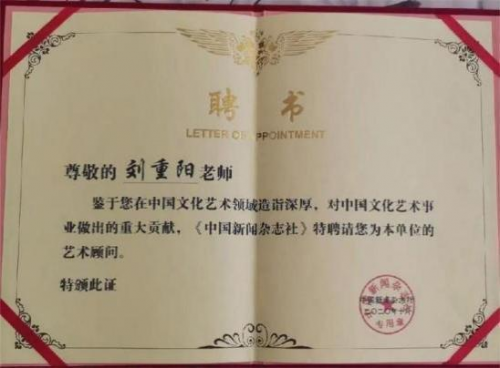 聘书
LETTER OF APPOINTMENT
尊敬的 刘重阳 老师
鉴于您在中国文化艺术领域造诣深厚，对中国文化艺术事
业做出的重大贡献，《中国新闻杂志社》特聘请您为本单位的
艺术顾问。
特颁此证
专用章